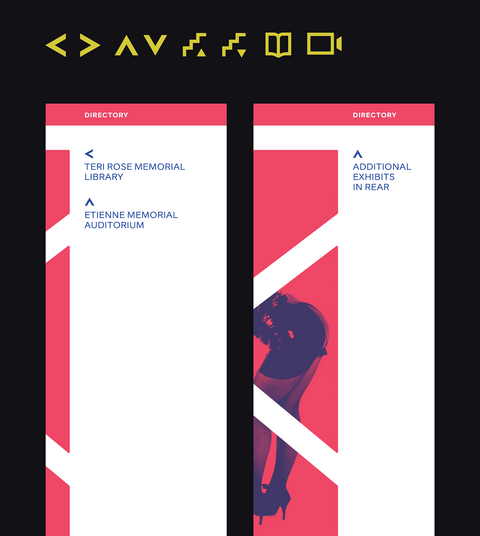 DIRECTORY
TERI ROSE MEMORIAL
LIBRARY
ETIENNE MEMORIAL
AUDITORIUM
DIRECTORY
ADDITIONAL
EXHIBITS
IN REAR